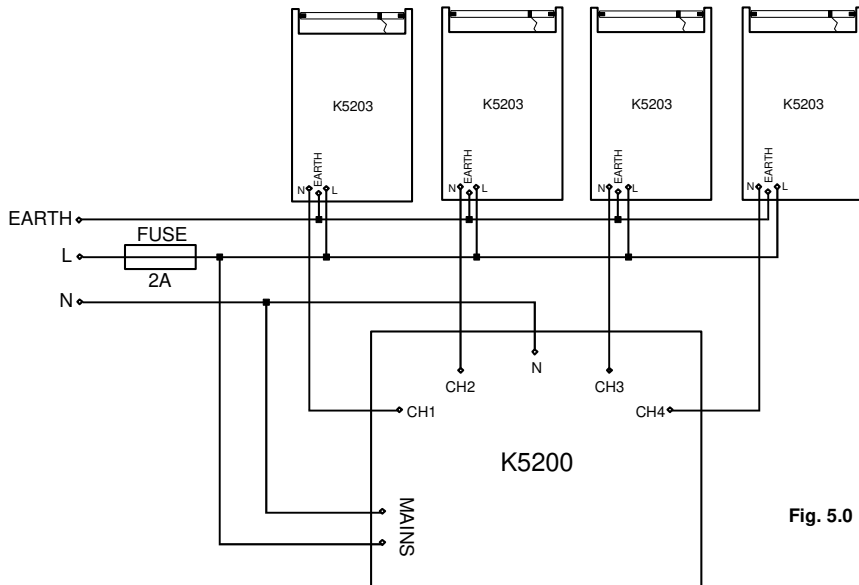 K5203
K5203
K5203
K5203
N EARTH L
N EARTH L
N EARTH L
N EARTH L
EARTH
FUSE
L
2A
N
N
CH2
CH3
CH1
CH4
K5200
MAINS
Fig. 5.0